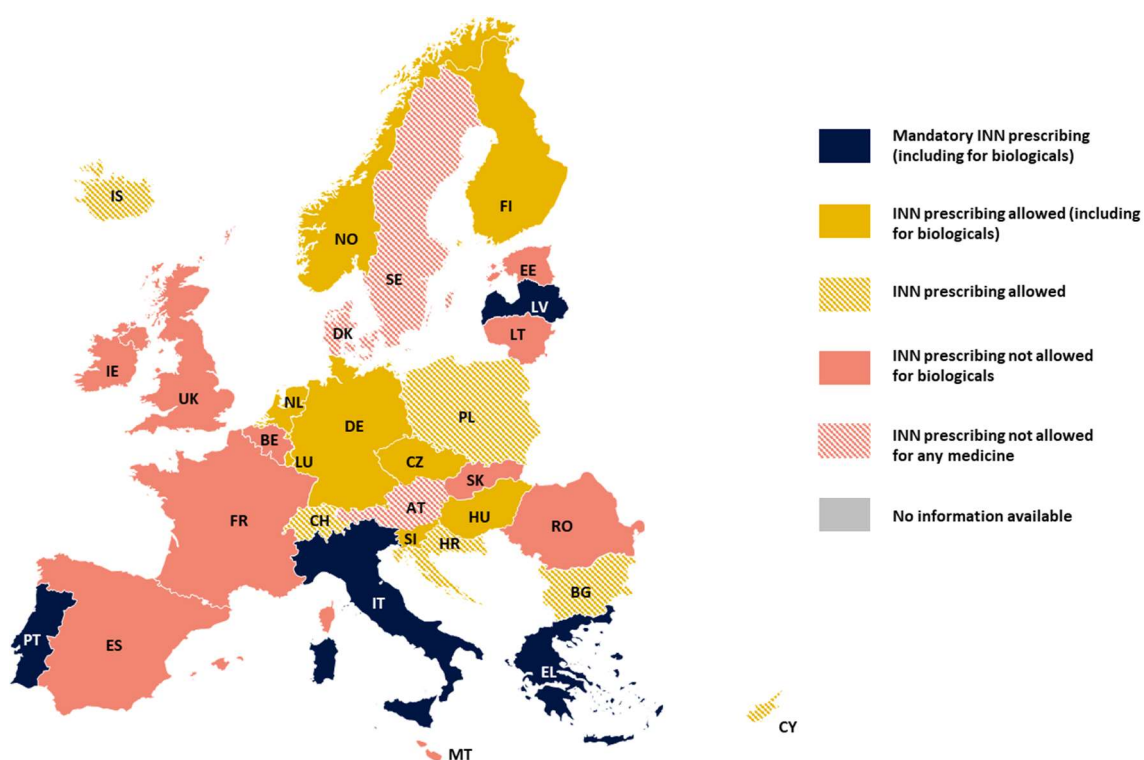 IS
FI
NO
SE
EE
LV
DK
LT
IE
UK
NL
PL
DE
BE
LU
CZ
SK
AT
FR
CH
HU
RO
SI
HR
BG
IT
PT
ES
EL
CY
MT
Mandatory INN prescribing
(including for biologicals)
INN prescribing allowed (including
for biologicals)
INN prescribing allowed
INN prescribing not allowed
for biologicals
INN prescribing not allowed
for any medicine
No information available